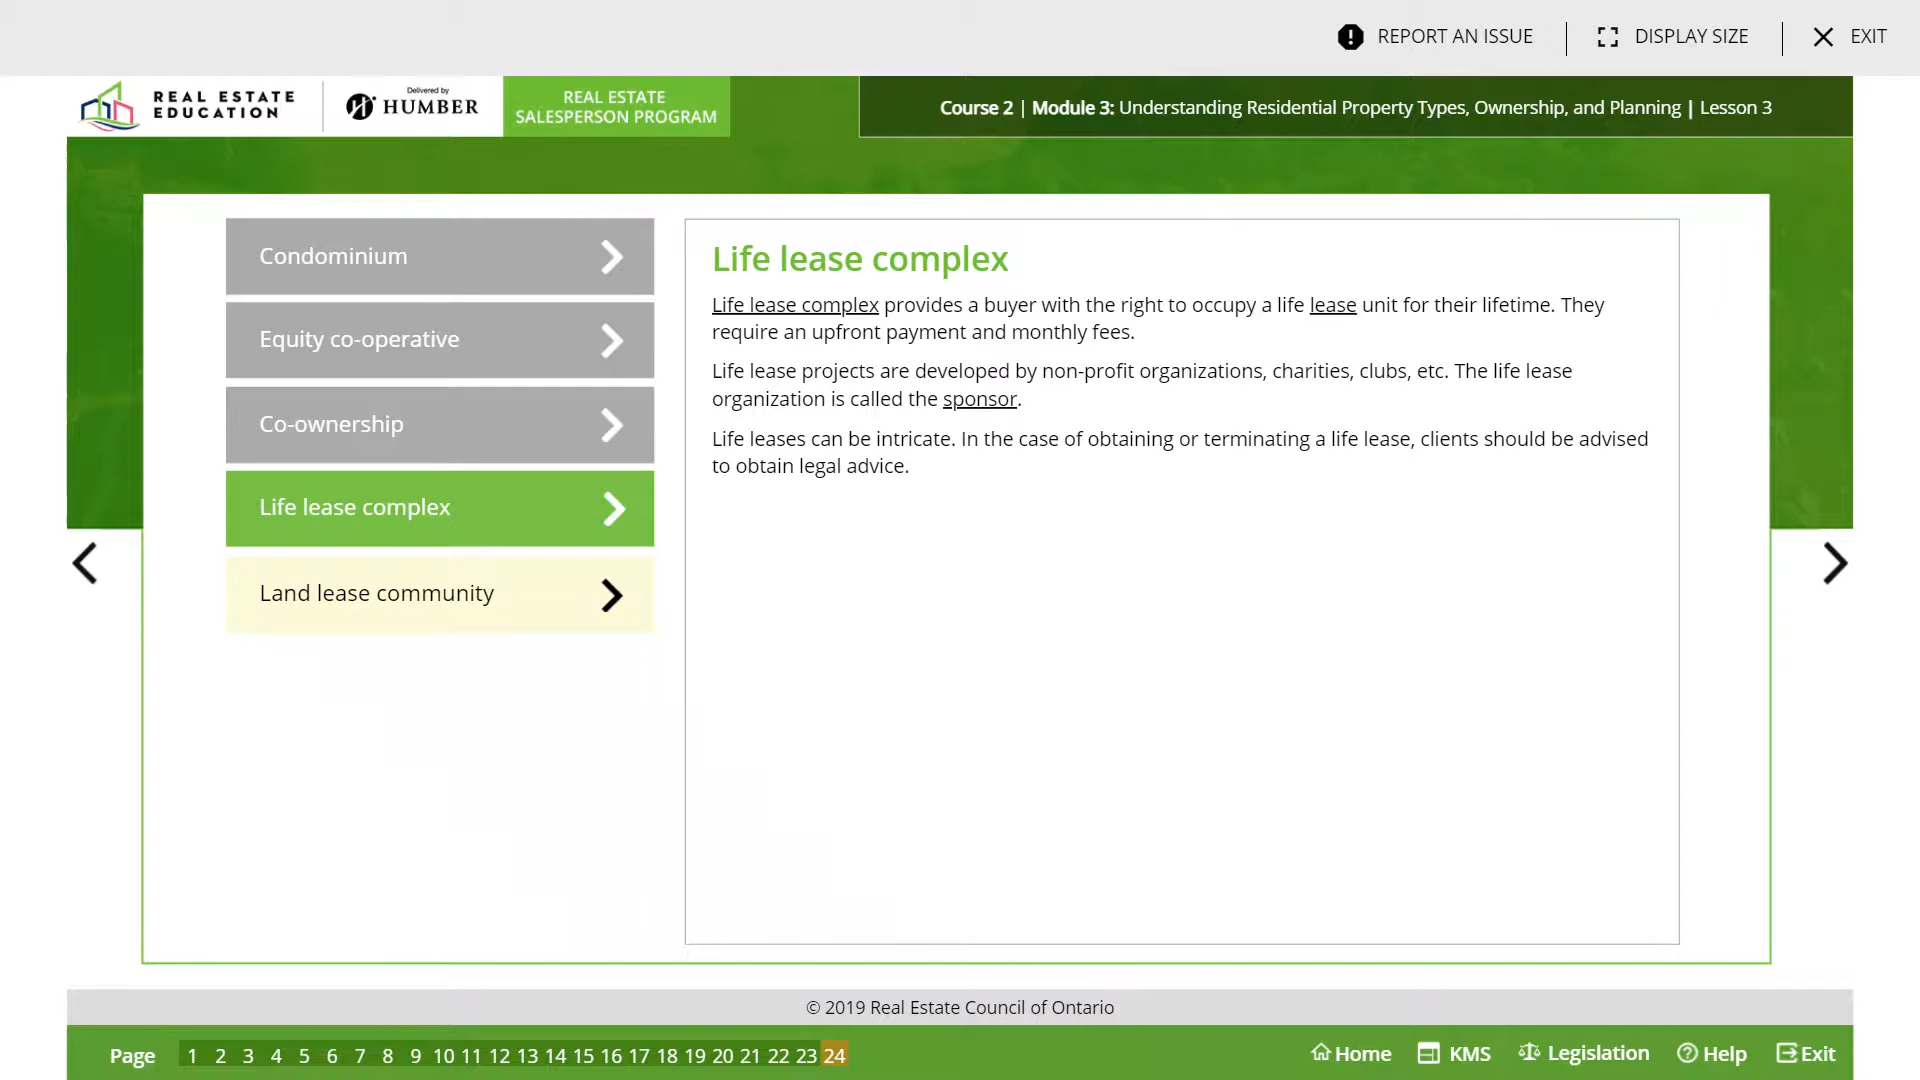 REPORT AN ISSUE
DISPLAY SIZE
EXIT
REAL ESTATE
EDUCATION
Delivered by
HUMBER
REAL ESTATE
SALESPERSON PROGRAM
Course 2 | Module 3: Understanding Residential Property Types, Ownership, and Planning | Lesson 3
Condominium
Equity co-operative
Co-ownership
Life lease complex
Land lease community
Life lease complex
Life lease complex provides a buyer with the right to occupy a life lease unit for their lifetime. They
require an upfront payment and monthly fees.
Life lease projects are developed by non-profit organizations, charities, clubs, etc. The life lease
organization is called the sponsor.
Life leases can be intricate. In the case of obtaining or terminating a life lease, clients should be advised
to obtain legal advice.
© 2019 Real Estate Council of Ontario
Page 1 2 3 4 5 6 7 8 9 10 11 12 13 14 15 16 17 18 19 20 21 22 23 24
Home KMS Legislation Help Exit